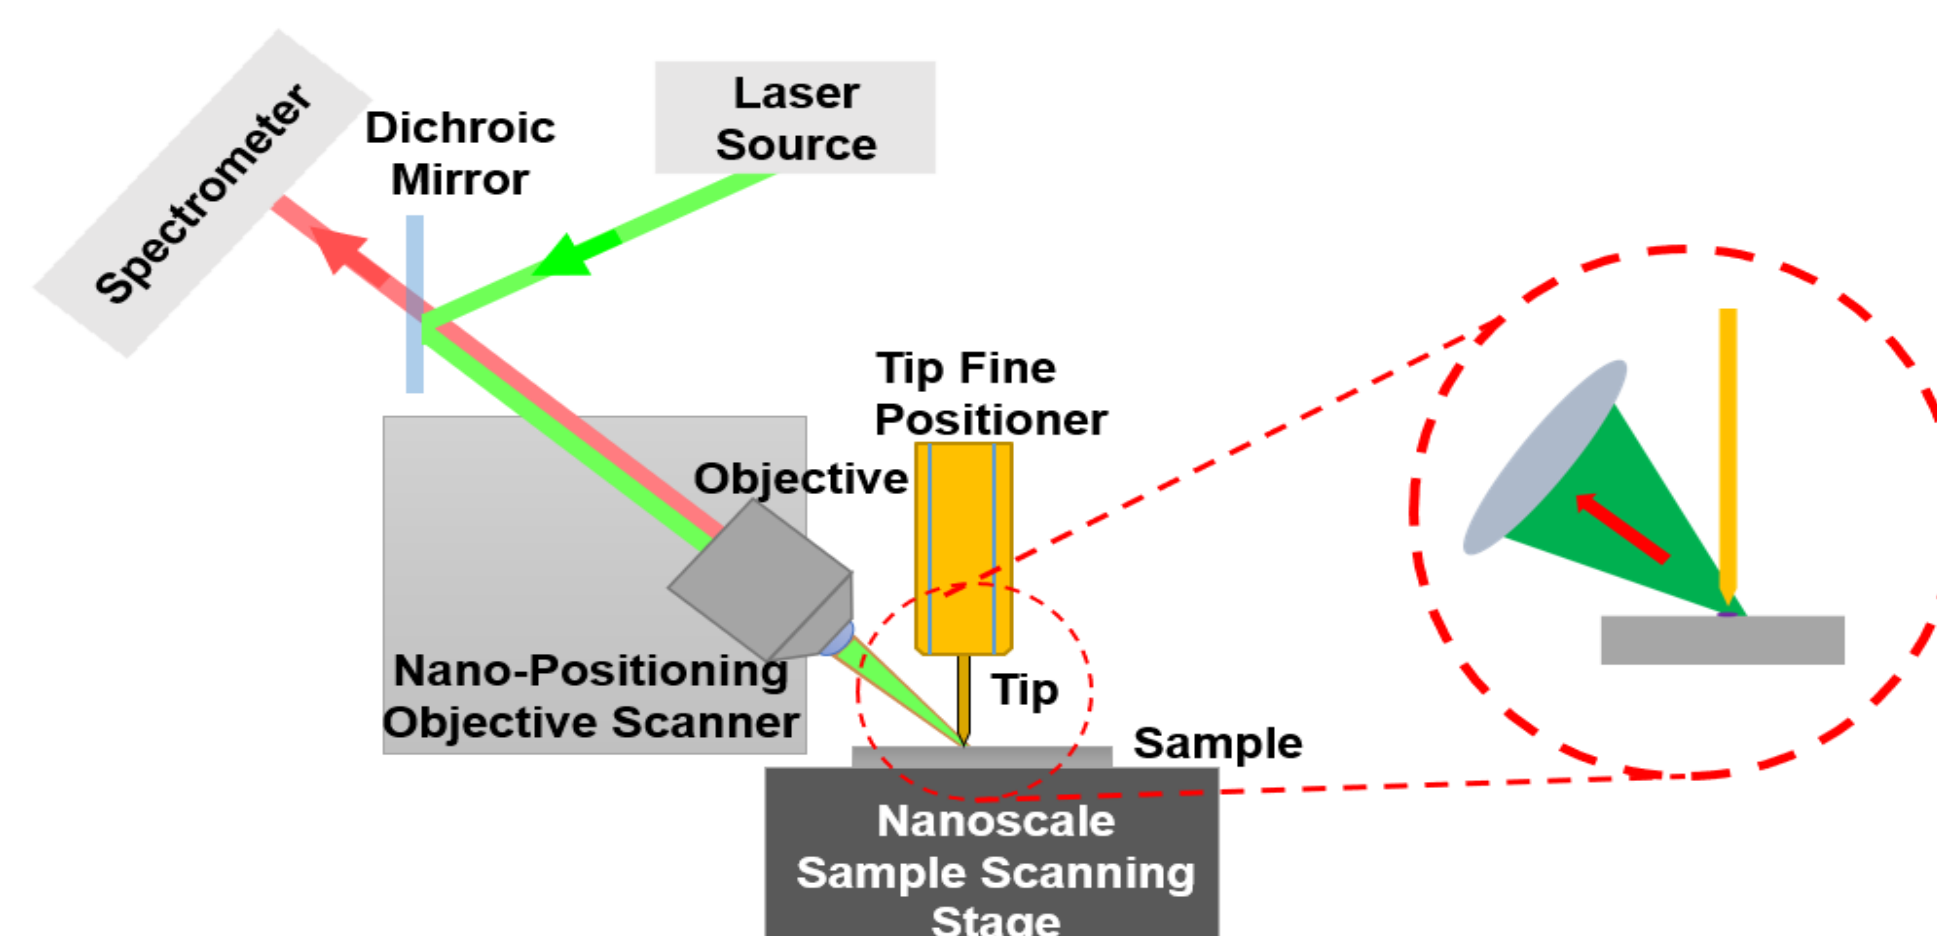 Laser
Source
Dichroic
Mirror
Spectrometer
Tip Fine
Positioner
Objective
Nano-Positioning
Objective Scanner
Tip
Sample
Nanoscale
Sample Scanning
Stage